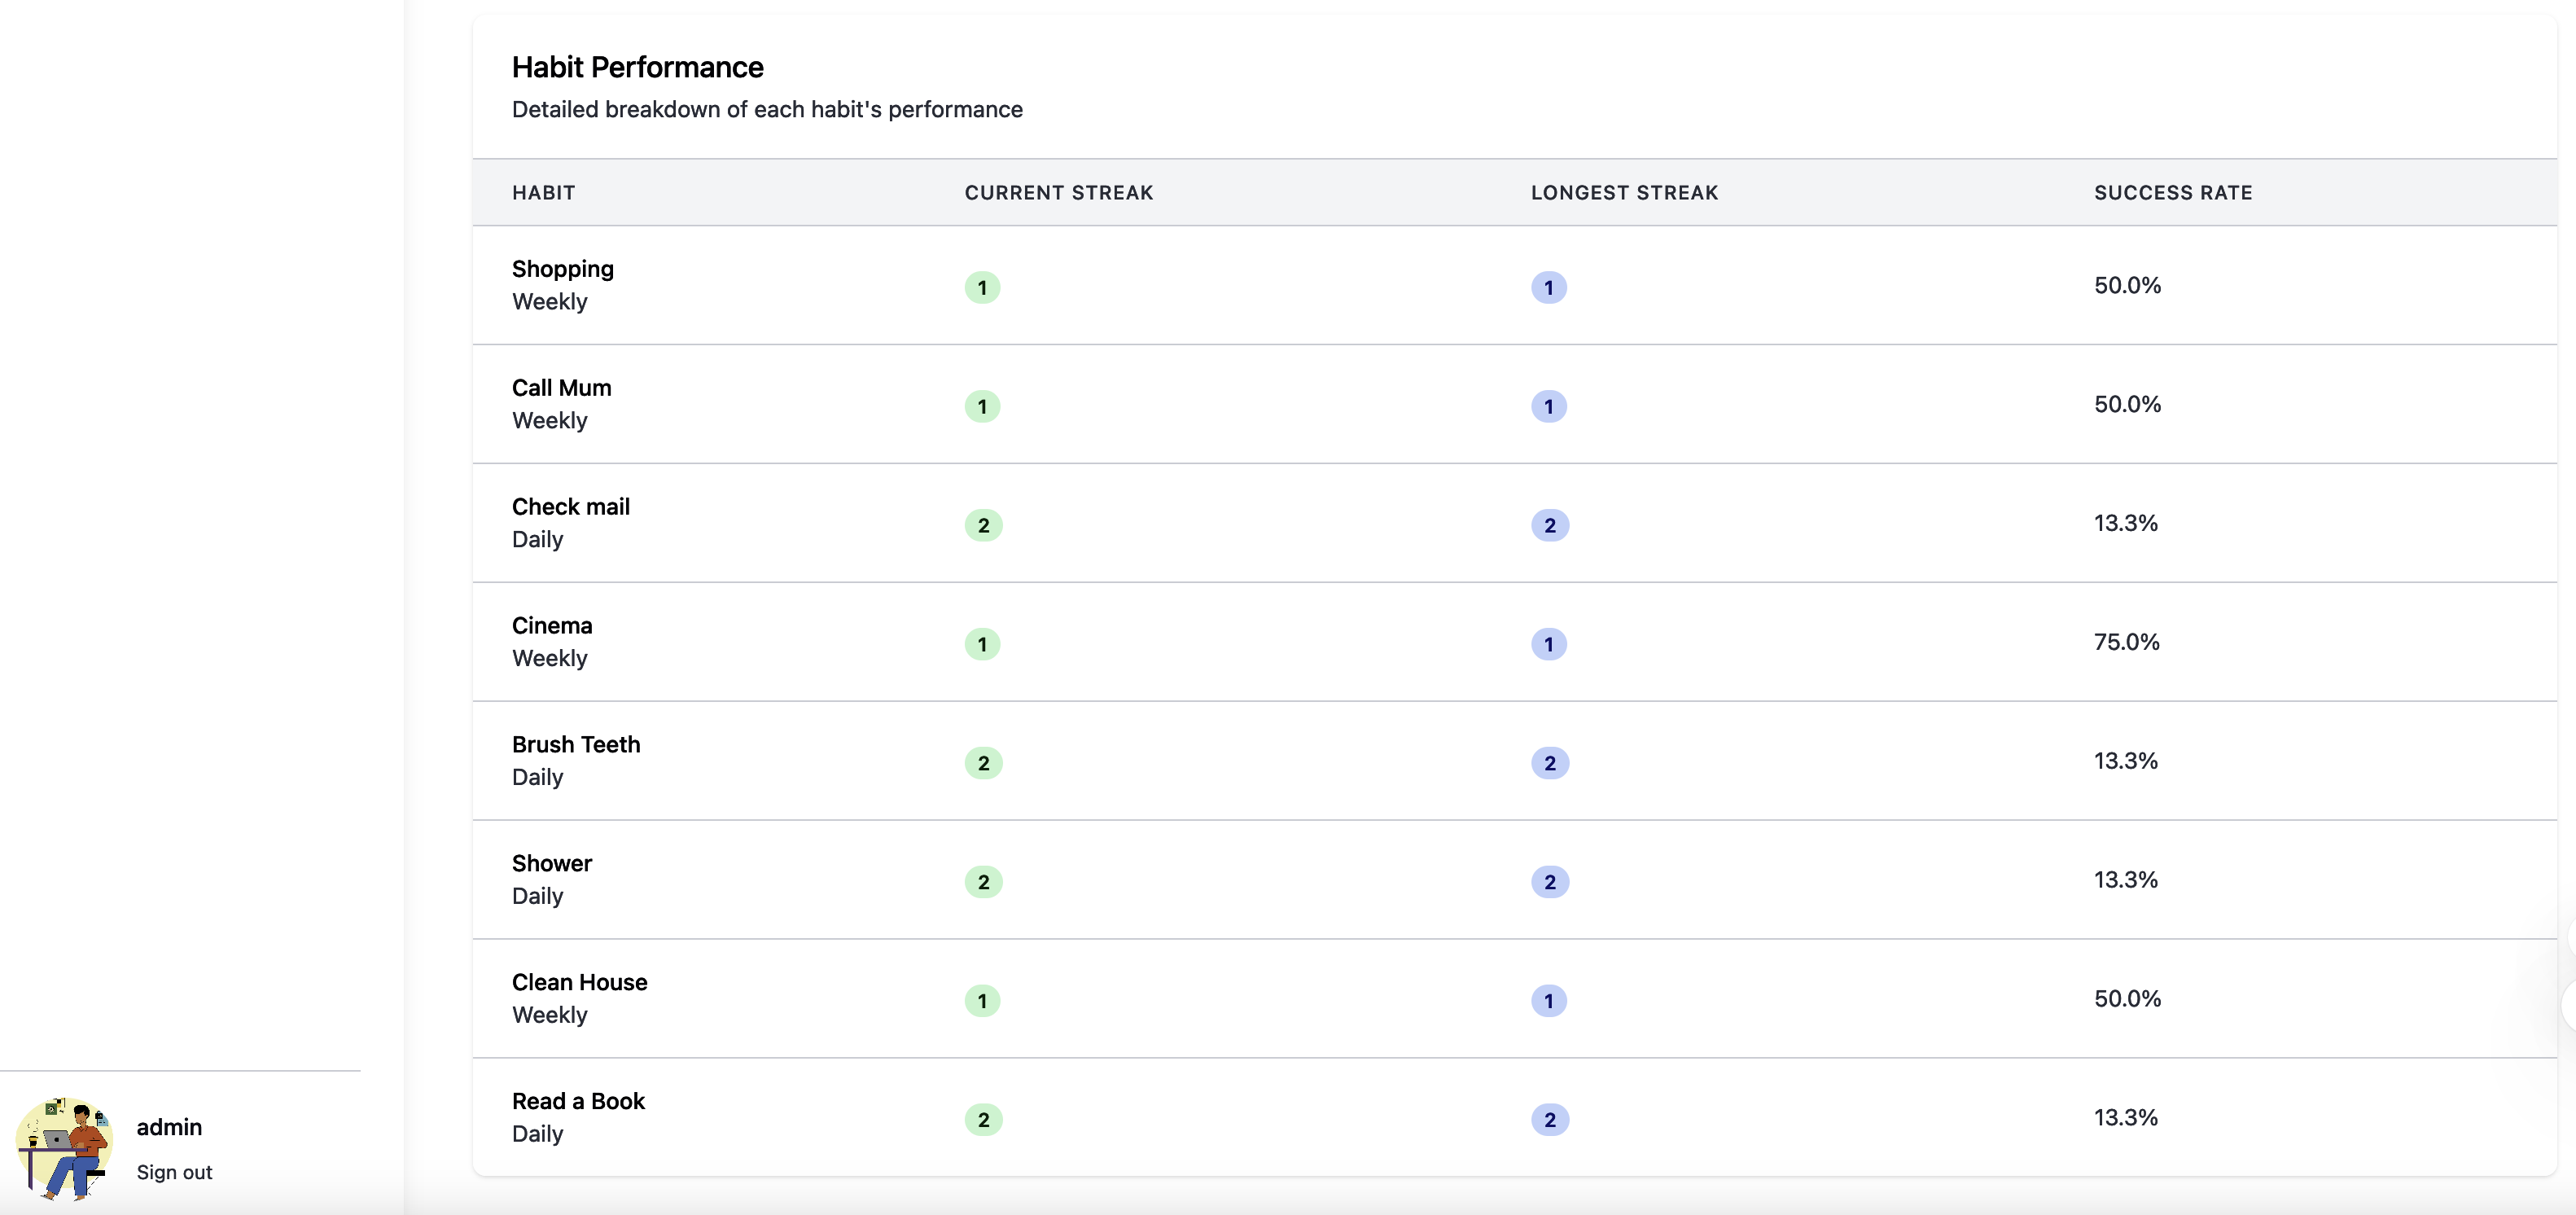 Habit Performance
Detailed breakdown of each habit's performance
HABIT CURRENT STREAK LONGEST STREAK SUCCESS RATE
Shopping
Weekly
1 1 50.0%
Call Mum
Weekly
1 1 50.0%
Check mail
Daily
2 2 13.3%
Cinema
Weekly
1 1 75.0%
Brush Teeth
Daily
2 2 13.3%
Shower
Daily
2 2 13.3%
Clean House
Weekly
1 1 50.0%
Read a Book
Daily
2 2 13.3%
admin
Sign out